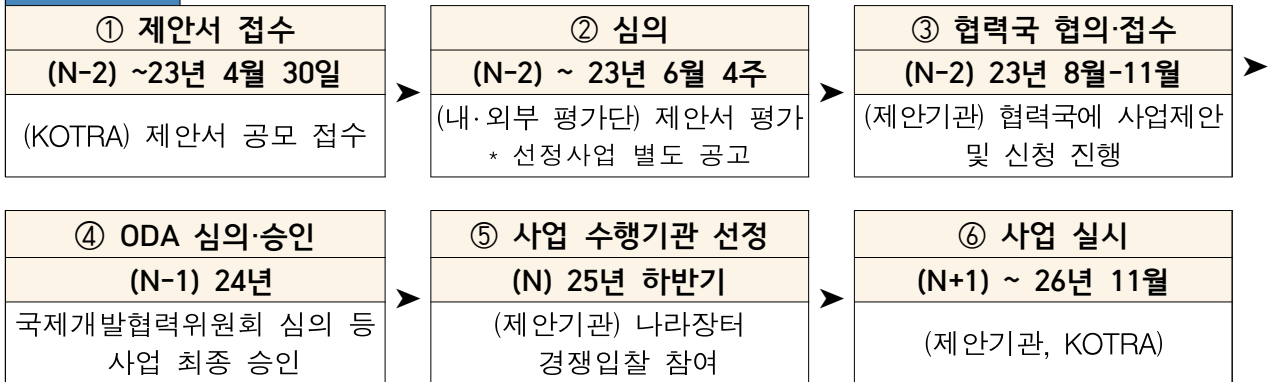 ① 제안서 접수
(N-2) ~23년 4월 30일
(KOTRA) 제안서 공모 접수
➤
② 심의
(N-2) ~ 23년 6월 4주
(내·외부 평가단) 제안서 평가
* 선정사업 별도 공고
➤
③ 협력국 협의·접수
(N-2) 23년 8월-11월
(제안기관) 협력국에 사업제안
및 신청 진행
➤
④ ODA 심의·승인
(N-1) 24년
국제개발협력위원회 심의 등
사업 최종 승인
➤
⑤ 사업 수행기관 선정
(N) 25년 하반기
(제안기관) 나라장터
경쟁입찰 참여
➤
⑥ 사업 실시
(N+1) ~ 26년 11월
(제안기관, KOTRA)